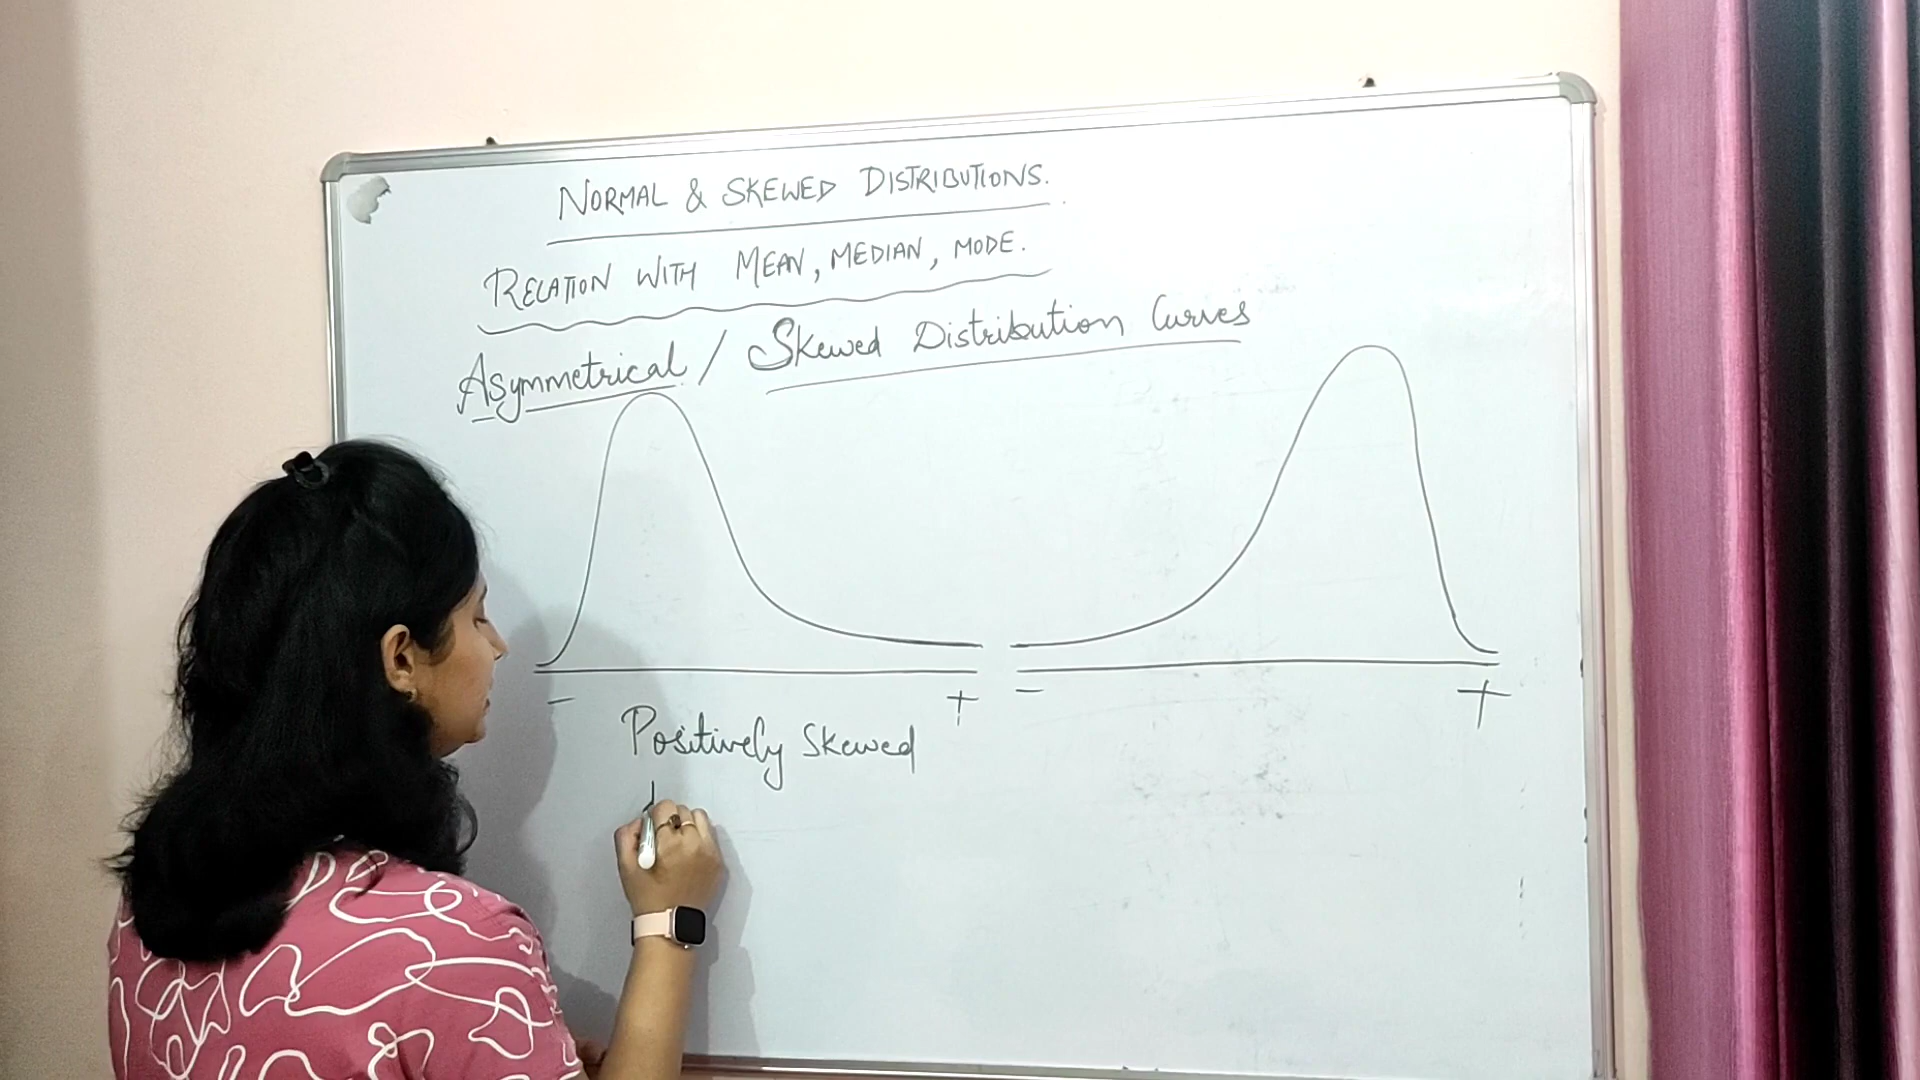 NORMAL & SKEWED DISTRIBUTIONS.
RELATION WITH MEAN, MEDIAN, MODE.
Asymmetrical / Skewed Distribution Curves
- + - +
Positively Skewed